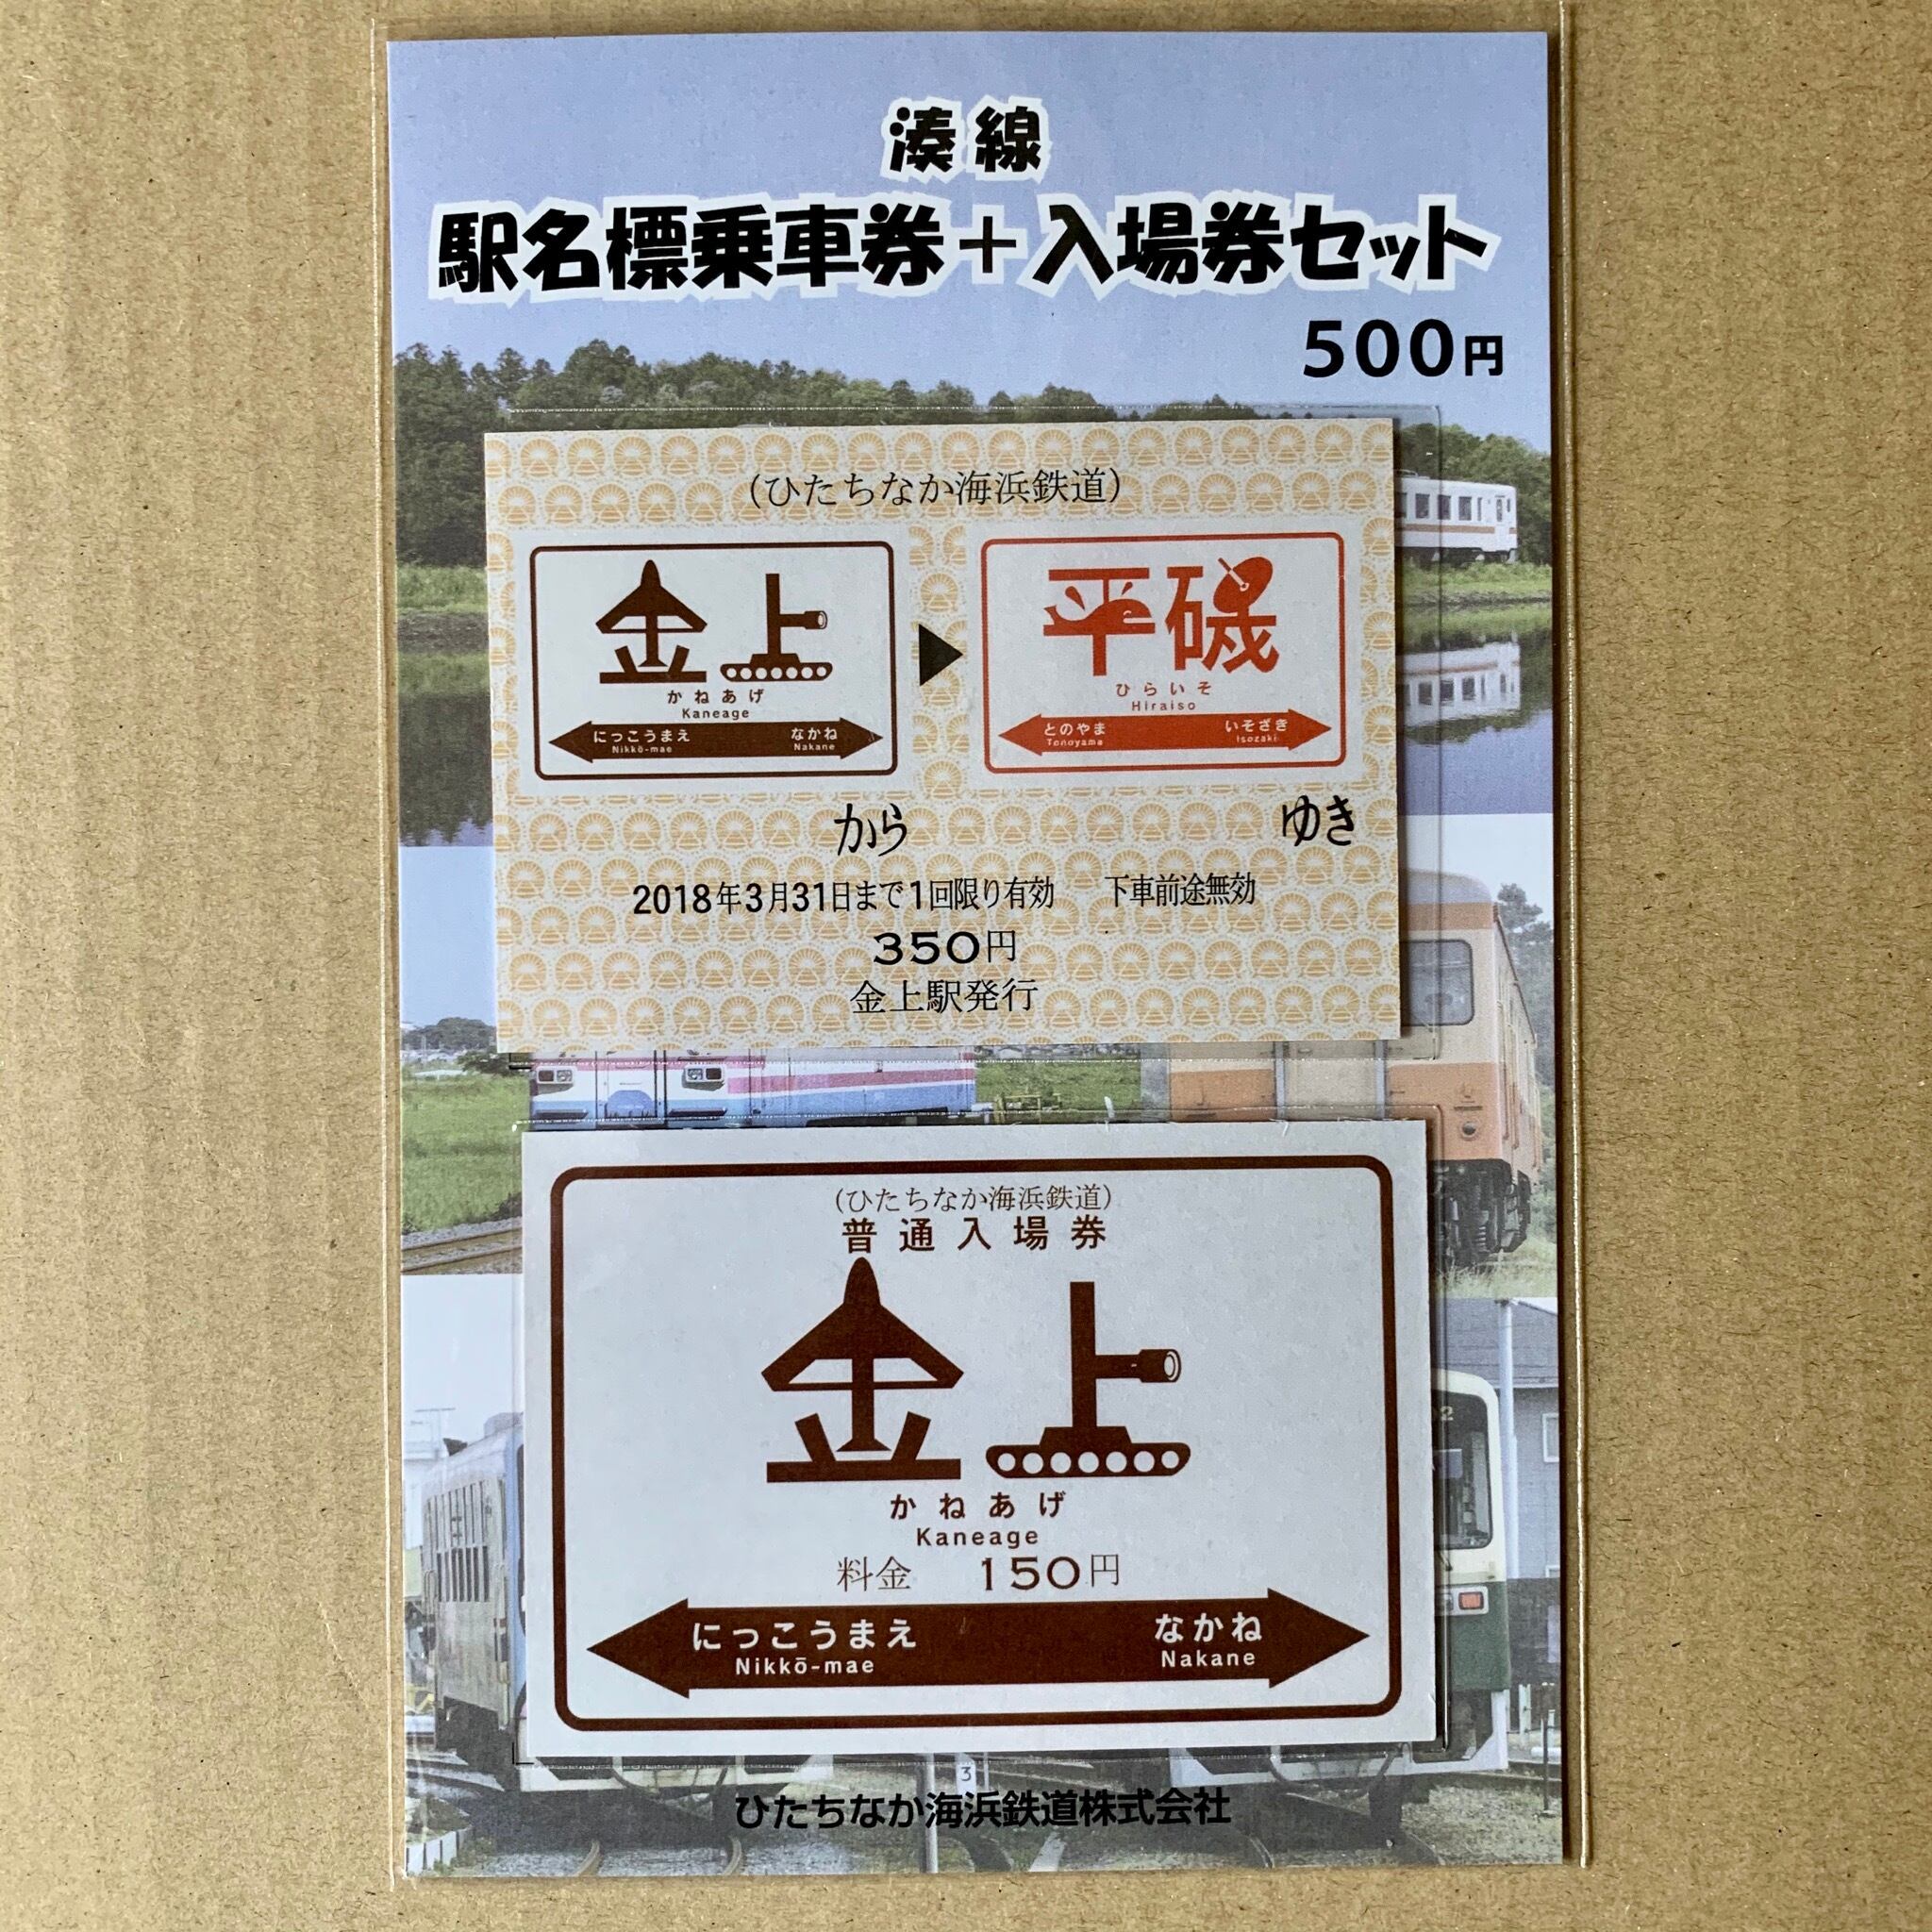 湊線
駅名標乗車券＋入場券セット
500円
（ひたちなか海浜鉄道）
金上
かねあげ
Kaneage
にっこうまえ なかね
Nikkō-mae Nakane
平磯
ひらいそ
Hiraiso
とのやま いそざき
Tonoyama Isozaki
から ゆき
2018年3月31日まで1回限り有効 下車前途無効
350円
金上駅発行
（ひたちなか海浜鉄道）
普通入場券
金上
かねあげ
Kaneage
料金 150円
にっこうまえ なかね
Nikkō-mae Nakane
3
ひたちなか海浜鉄道株式会社